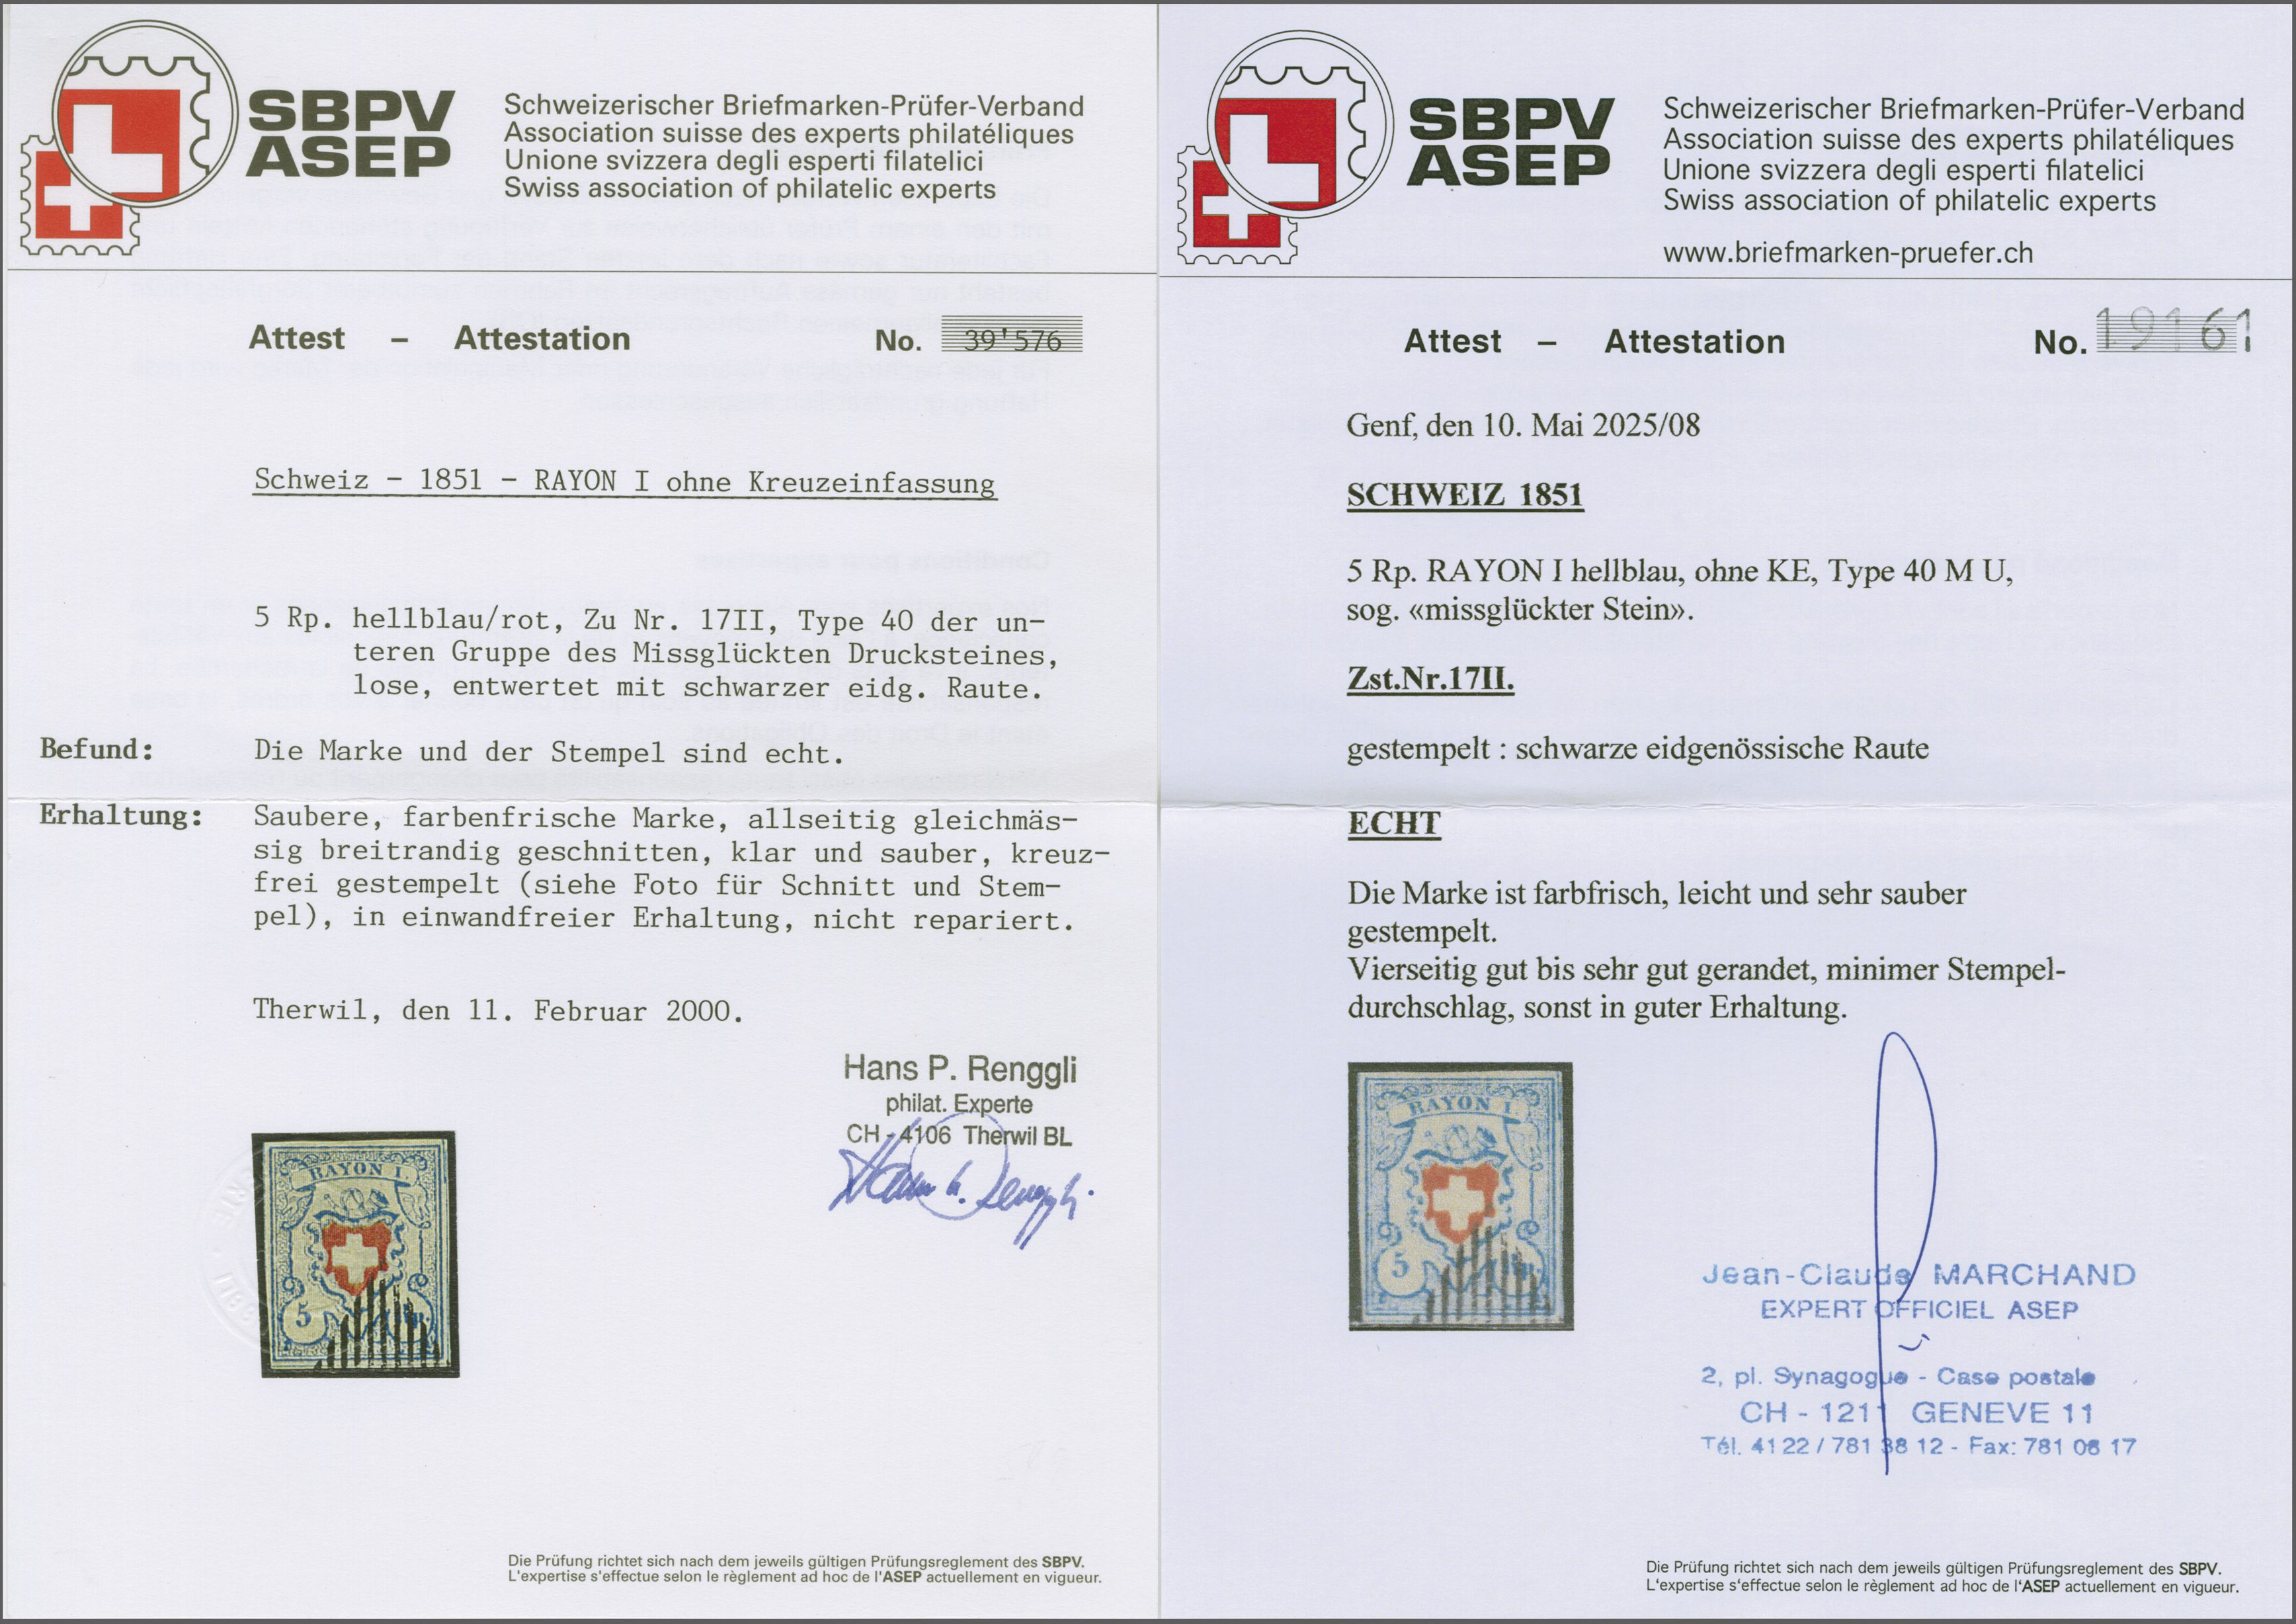 SBPV
ASEP
Schweizerischer Briefmarken-Prüfer-Verband
Association suisse des experts philatéliques
Unione svizzera degli esperti filatelici
Swiss association of philatelic experts
Attest – Attestation No. 39'576
Schweiz - 1851 - RAYON I ohne Kreuzeinfassung
5 Rp. hellblau/rot, Zu Nr. 17II, Type 40 der un-
teren Gruppe des Missglückten Drucksteines,
lose, entwertet mit schwarzer eidg. Raute.
Befund: Die Marke und der Stempel sind echt.
Erhaltung: Saubere, farbenfrische Marke, allseitig gleichmäs-
sig breitrandig geschnitten, klar und sauber, kreuz-
frei gestempelt (siehe Foto für Schnitt und Stem-
pel), in einwandfreier Erhaltung, nicht repariert.
Therwil, den 11. Februar 2000.
Hans P. Renggli
philat. Experte
CH - 4106 Therwil BL
RAYON I
5
Die Prüfung richtet sich nach dem jeweils gültigen Prüfungsreglement des SBPV.
L'expertise s'effectue selon le règlement ad hoc de l'ASEP actuellement en vigueur.
SBPV
ASEP
Schweizerischer Briefmarken-Prüfer-Verband
Association suisse des experts philatéliques
Unione svizzera degli esperti filatelici
Swiss association of philatelic experts
www.briefmarken-pruefer.ch
Attest – Attestation No. 19161
Genf, den 10. Mai 2025/08
SCHWEIZ 1851
5 Rp. RAYON I hellblau, ohne KE, Type 40 M U,
sog. «missglückter Stein».
Zst.Nr.17II.
gestempelt : schwarze eidgenössische Raute
ECHT
Die Marke ist farbfrisch, leicht und sehr sauber
gestempelt.
Vierseitig gut bis sehr gut gerandet, minimer Stempel-
durchschlag, sonst in guter Erhaltung.
RAYON I
5
Jean-Claude MARCHAND
EXPERT OFFICIEL ASEP
2, pl. Synagogue - Case postale
CH - 1211 GENEVE 11
Tél. 41 22 / 781 38 12 - Fax: 781 06 17
Die Prüfung richtet sich nach dem jeweils gültigen Prüfungsreglement des SBPV.
L'expertise s'effectue selon le règlement ad hoc de l'ASEP actuellement en vigueur.